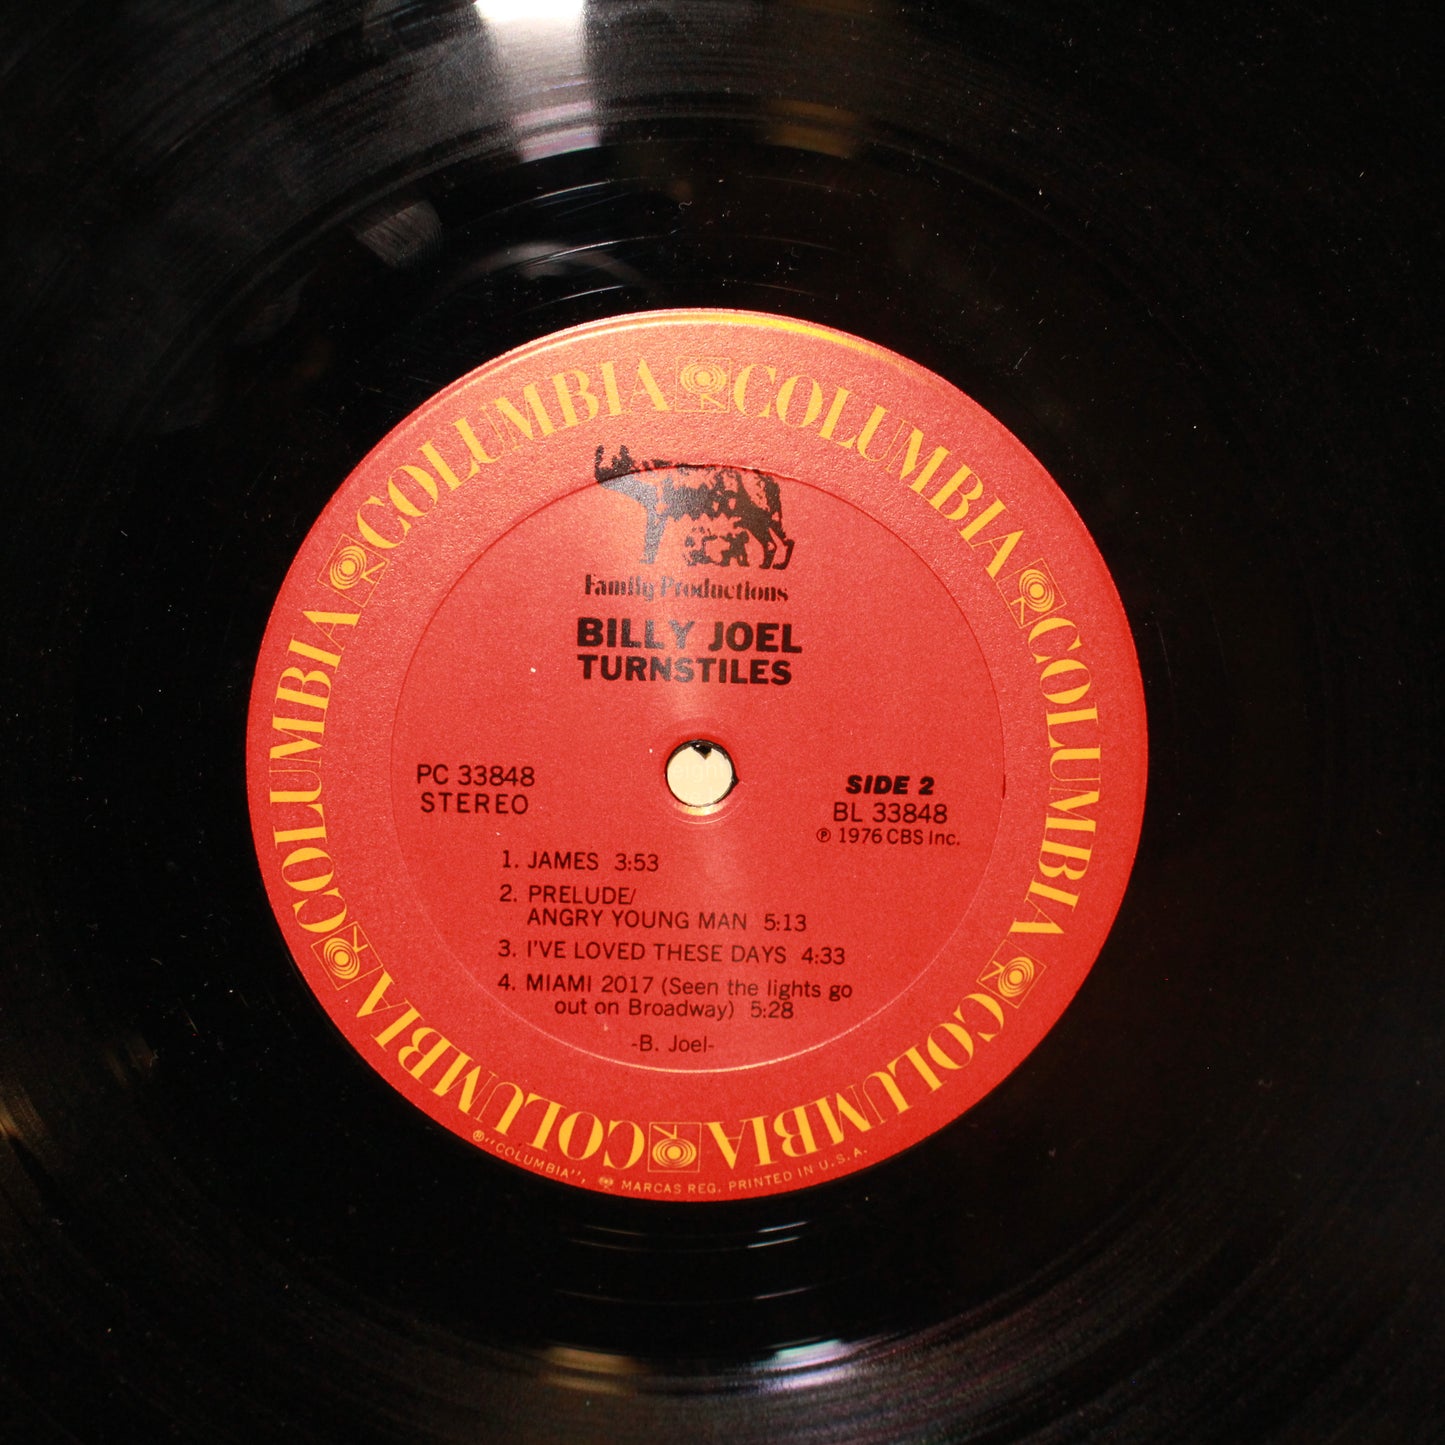 COLUMBIA COLUMBIA COLUMBIA COLUMBIA COLUMBIA COLUMBIA
Family Productions
BILLY JOEL
TURNSTILES
PC 33848
STEREO
SIDE 2
BL 33848
℗ 1976 CBS Inc.
1. JAMES 3:53
2. PRELUDE/
ANGRY YOUNG MAN 5:13
3. I'VE LOVED THESE DAYS 4:33
4. MIAMI 2017 (Seen the lights go
out on Broadway) 5:28
-B. Joel-
®"COLUMBIA", MARCAS REG. PRINTED IN U.S.A.